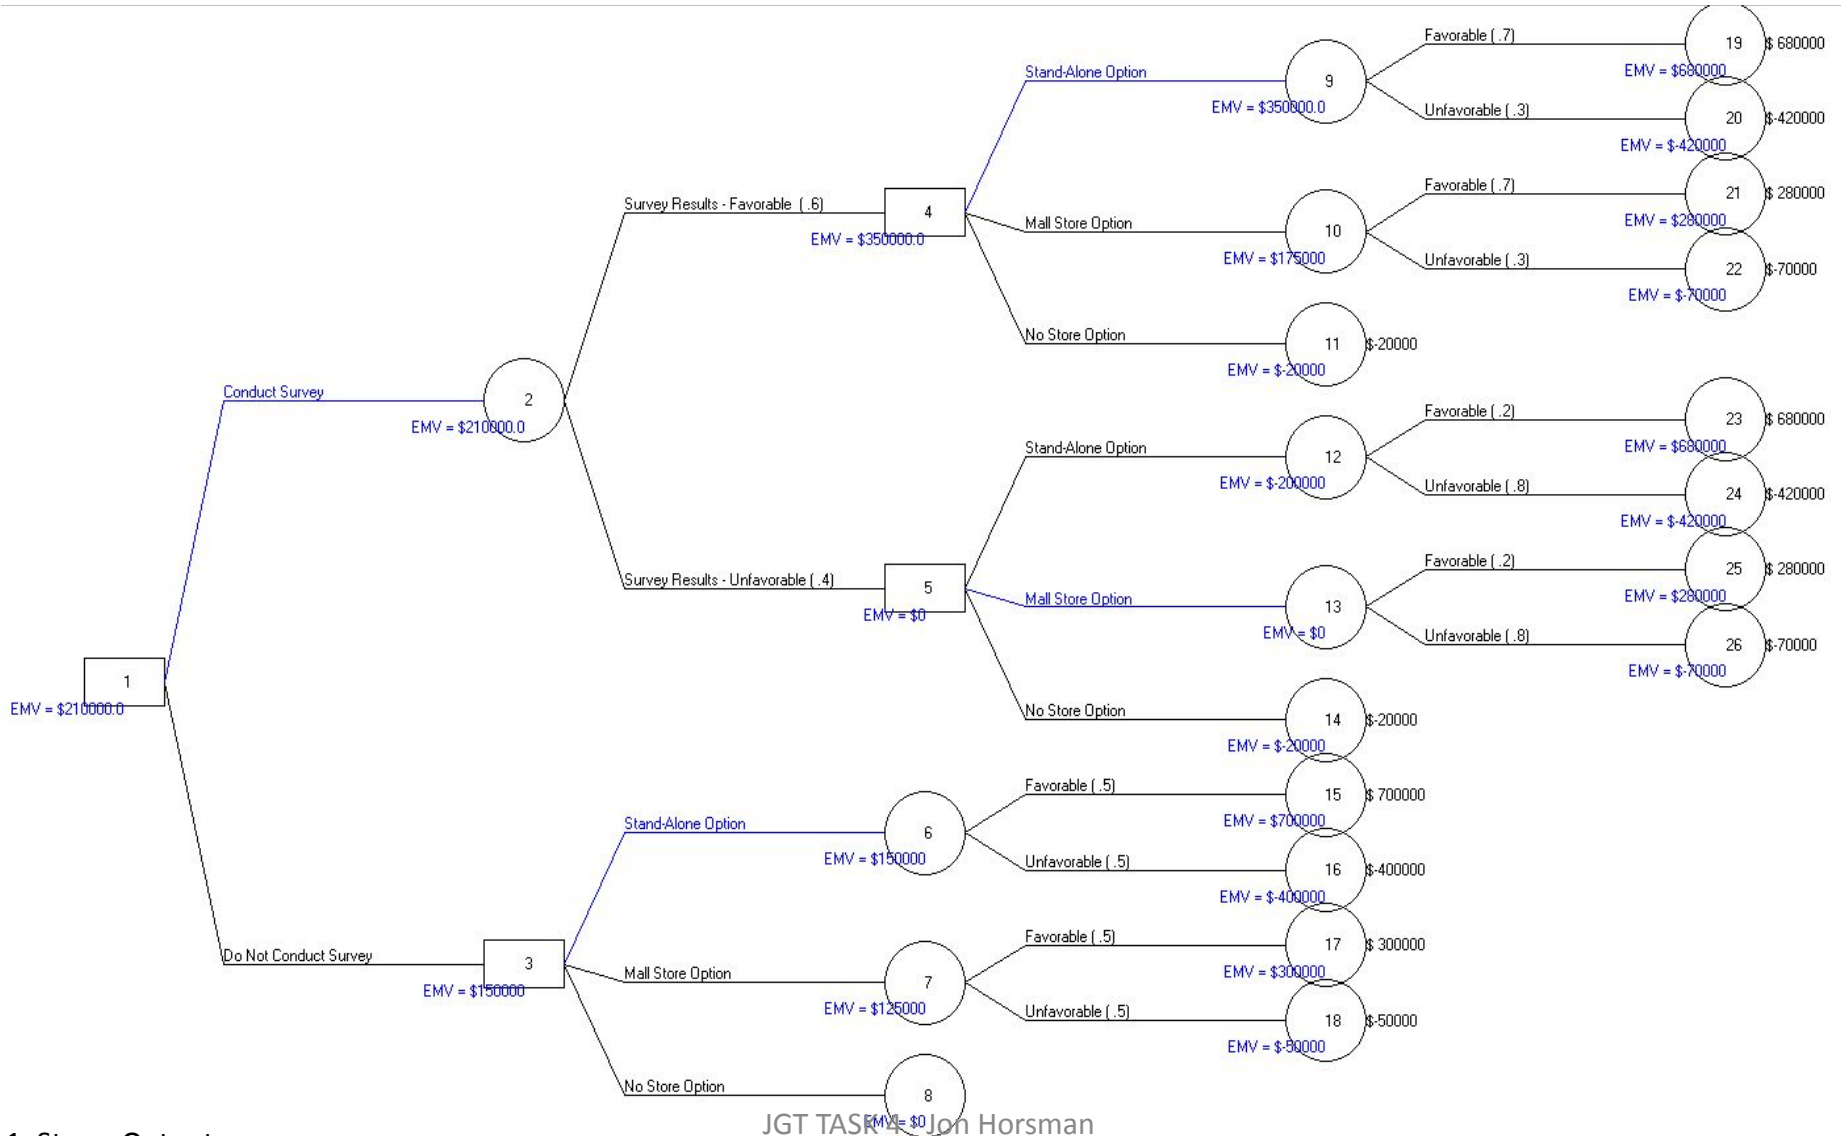 Favorable ( .7)
19
$ 680000
EMV = $680000
Stand-Alone Option
9
EMV = $350000.0
Unfavorable ( .3)
20
$-420000
EMV = $-420000
Favorable ( .7)
21
$ 280000
EMV = $280000
Survey Results - Favorable ( .6)
4
EMV = $350000.0
Mall Store Option
10
EMV = $175000
Unfavorable ( .3)
22
$-70000
EMV = $-70000
No Store Option
11
$-20000
EMV = $-20000
Conduct Survey
2
EMV = $210000.0
Favorable ( .2)
23
$ 680000
EMV = $680000
Stand-Alone Option
12
EMV = $-200000
Unfavorable ( .8)
24
$-420000
EMV = $-420000
Favorable ( .2)
25
$ 280000
EMV = $280000
Survey Results - Unfavorable ( .4)
5
EMV = $0
Mall Store Option
13
EMV = $0
Unfavorable ( .8)
26
$-70000
EMV = $-70000
1
EMV = $210000.0
No Store Option
14
$-20000
EMV = $-20000
Favorable ( .5)
15
$ 700000
EMV = $700000
Stand-Alone Option
6
EMV = $150000
Unfavorable ( .5)
16
$-400000
EMV = $-400000
Favorable ( .5)
17
$ 300000
EMV = $300000
Do Not Conduct Survey
3
EMV = $150000
Mall Store Option
7
EMV = $125000
Unfavorable ( .5)
18
$-50000
EMV = $-50000
No Store Option
8
EMV = $0
JGT TASK 4 - Jon Horsman